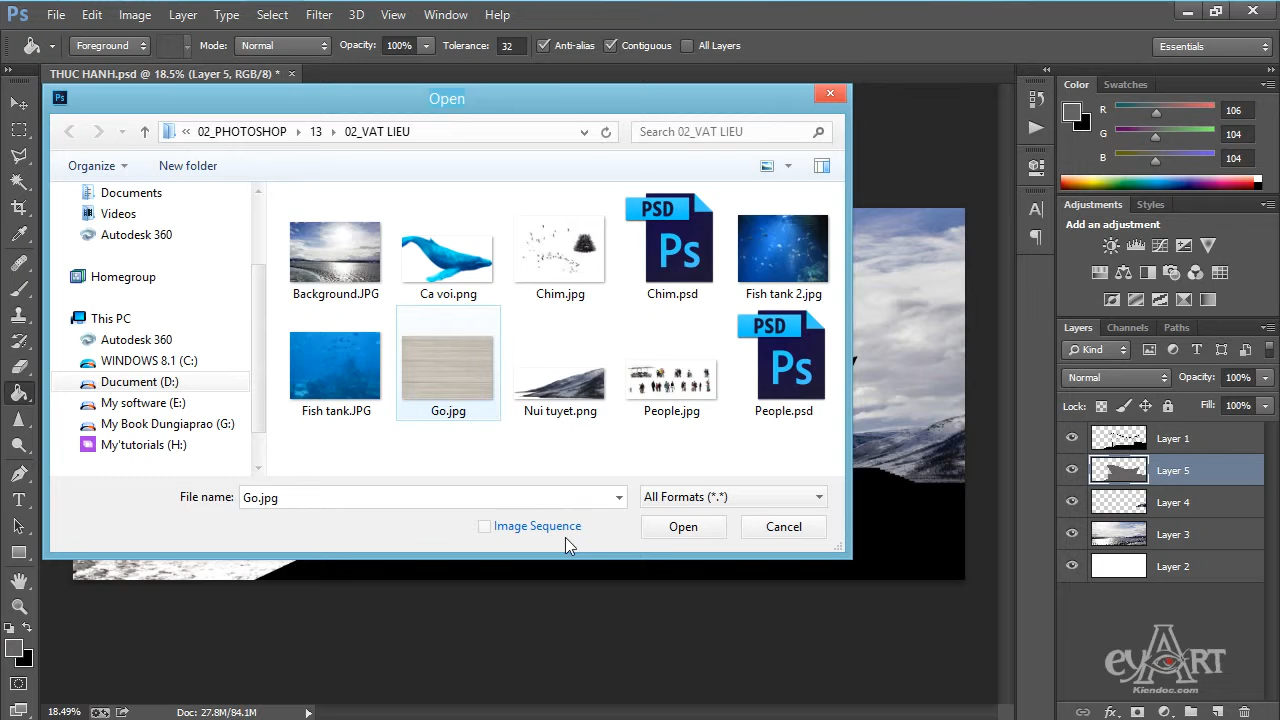 Ps File Edit Image Layer Type Select Filter 3D View Window Help
Foreground Mode: Normal Opacity: 100% Tolerance: 32 Anti-alias Contiguous All Layers Essentials
THUC HANH.psd @ 18.5% (Layer 5, RGB/8) * ×
Ps Open
« 02_PHOTOSHOP 13 02_VAT LIEU
Search 02_VAT LIEU
Organize New folder
Documents
Videos
Autodesk 360
Homegroup
This PC
Autodesk 360
WINDOWS 8.1 (C:)
Ducument (D:)
My software (E:)
My Book Dungiaprao (G:)
My'tutorials (H:)
PSD
Ps
Background.JPG Ca voi.png Chim.jpg Chim.psd Fish tank 2.jpg
PSD
Ps
Fish tank.JPG Go.jpg Nui tuyet.png People.jpg People.psd
File name: Go.jpg All Formats (*.*)
Image Sequence Open Cancel
Color Swatches
R 106
G 104
B 104
Adjustments Styles
Add an adjustment
Layers Channels Paths
Kind
Normal Opacity: 100%
Lock: Fill: 100%
Layer 1
Layer 5
Layer 4
Layer 3
Layer 2
eyART
Kiendoc.com
18.49% Doc: 27.8M/84.1M